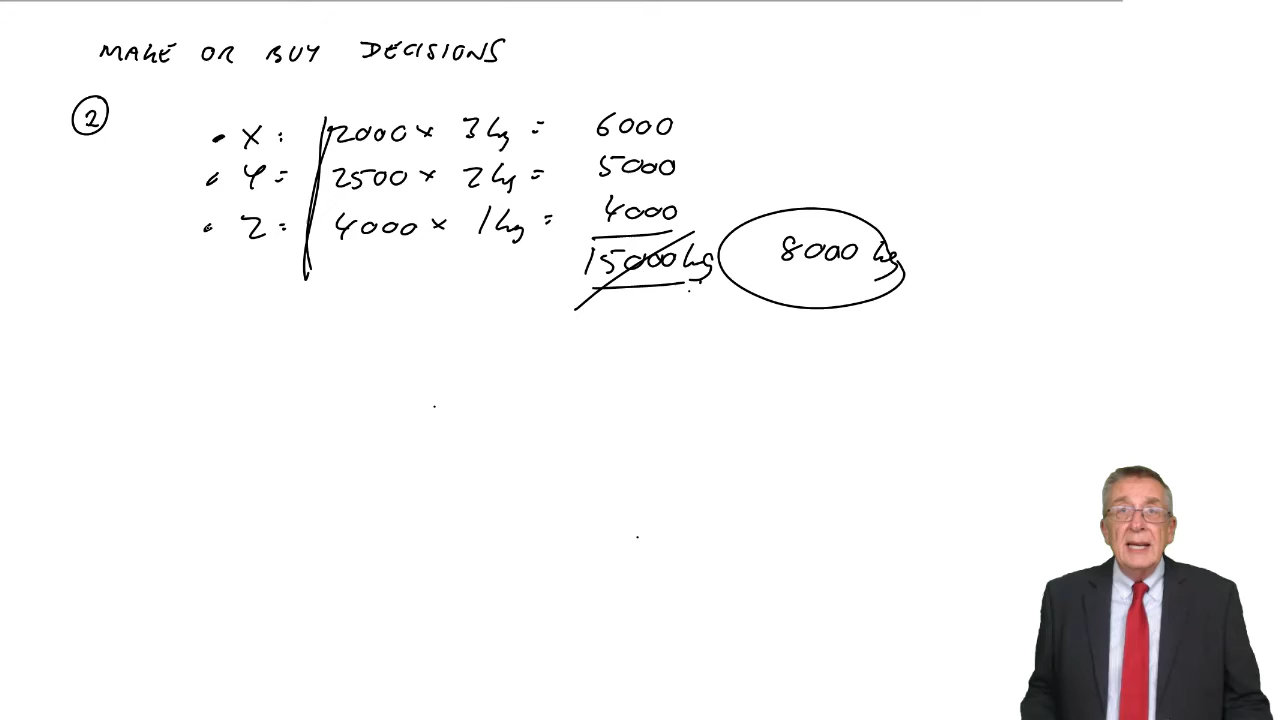 MAKE OR BUY DECISIONS
2
• X: 2000 × 3kg = 6000
• Y = 2500 × 2kg = 5000
• Z = 4000 × 1kg = 4000
15000kg 8000 kg